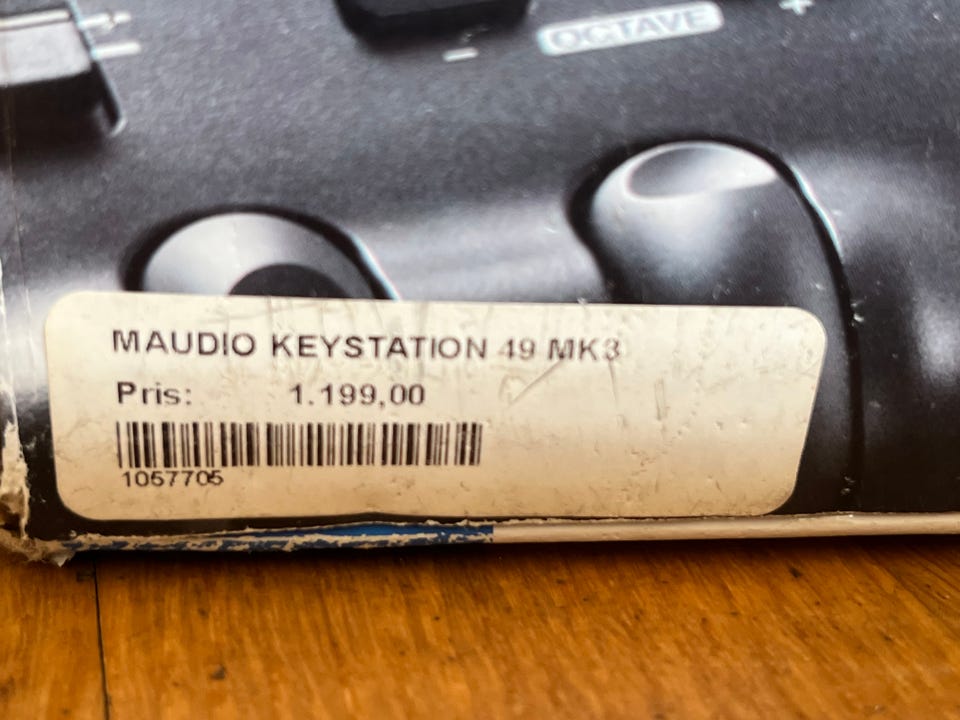 - OCTAVE +
MAUDIO KEYSTATION 49 MK3
Pris: 1.199,00
1057705